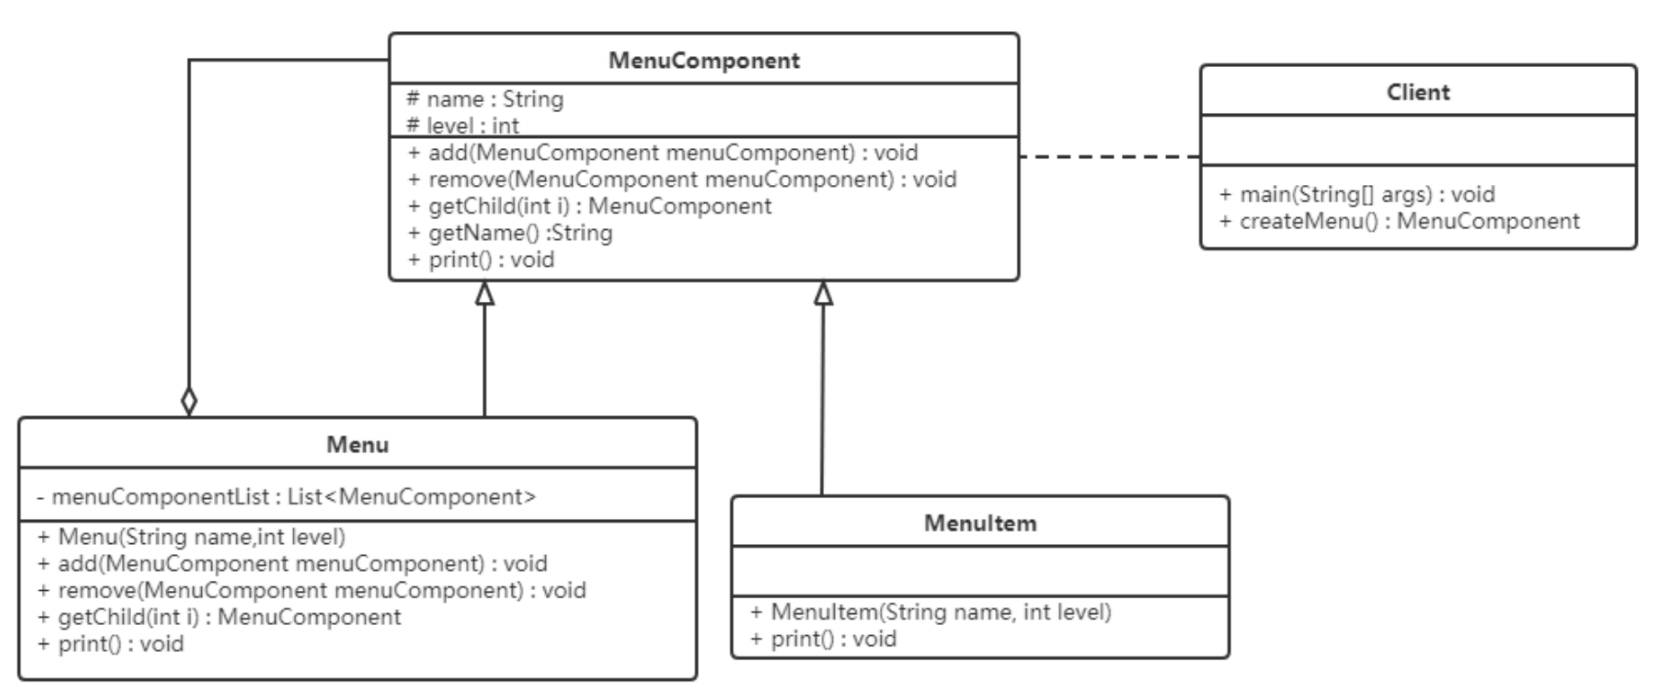 MenuComponent
# name : String
# level : int
+ add(MenuComponent menuComponent) : void
+ remove(MenuComponent menuComponent) : void
+ getChild(int i) : MenuComponent
+ getName() :String
+ print() : void
Client
+ main(String[] args) : void
+ createMenu() : MenuComponent
Menu
- menuComponentList : List<MenuComponent>
+ Menu(String name,int level)
+ add(MenuComponent menuComponent) : void
+ remove(MenuComponent menuComponent) : void
+ getChild(int i) : MenuComponent
+ print() : void
MenuItem
+ MenuItem(String name, int level)
+ print() : void